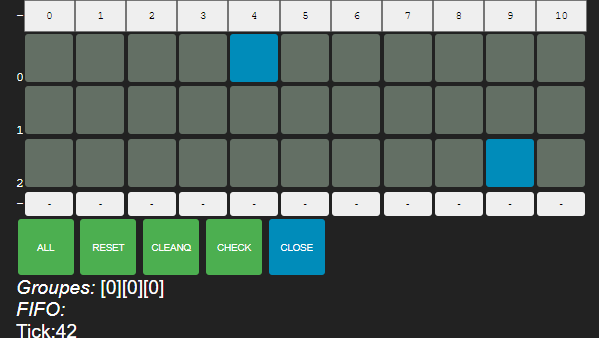 – 0 1 2 3 4 5 6 7 8 9 10
0
1
2
– - - - - - - - - - - -
ALL RESET CLEANQ CHECK CLOSE
Groupes: [0][0][0]
FIFO:
Tick:42